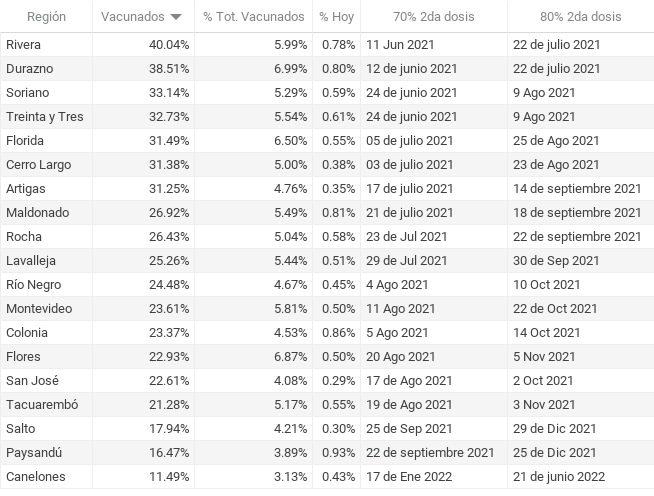 Región Vacunados % Tot. Vacunados % Hoy 70% 2da dosis 80% 2da dosis
Rivera 40.04% 5.99% 0.78% 11 Jun 2021 22 de julio 2021
Durazno 38.51% 6.99% 0.80% 12 de junio 2021 22 de julio 2021
Soriano 33.14% 5.29% 0.59% 24 de junio 2021 9 Ago 2021
Treinta y Tres 32.73% 5.54% 0.61% 24 de junio 2021 9 Ago 2021
Florida 31.49% 6.50% 0.55% 05 de julio 2021 25 de Ago 2021
Cerro Largo 31.38% 5.00% 0.38% 03 de julio 2021 23 de Ago 2021
Artigas 31.25% 4.76% 0.35% 17 de julio 2021 14 de septiembre 2021
Maldonado 26.92% 5.49% 0.81% 21 de julio 2021 18 de septiembre 2021
Rocha 26.43% 5.04% 0.58% 23 de Jul 2021 22 de septiembre 2021
Lavalleja 25.26% 5.44% 0.51% 29 de Jul 2021 30 de Sep 2021
Río Negro 24.48% 4.67% 0.45% 4 Ago 2021 10 Oct 2021
Montevideo 23.61% 5.81% 0.50% 11 Ago 2021 22 de Oct 2021
Colonia 23.37% 4.53% 0.86% 5 Ago 2021 14 Oct 2021
Flores 22.93% 6.87% 0.50% 20 Ago 2021 5 Nov 2021
San José 22.61% 4.08% 0.29% 17 de Ago 2021 2 Oct 2021
Tacuarembó 21.28% 5.17% 0.55% 19 de Ago 2021 3 Nov 2021
Salto 17.94% 4.21% 0.30% 25 de Sep 2021 29 de Dic 2021
Paysandú 16.47% 3.89% 0.93% 22 de septiembre 2021 25 de Dic 2021
Canelones 11.49% 3.13% 0.43% 17 de Ene 2022 21 de junio 2022